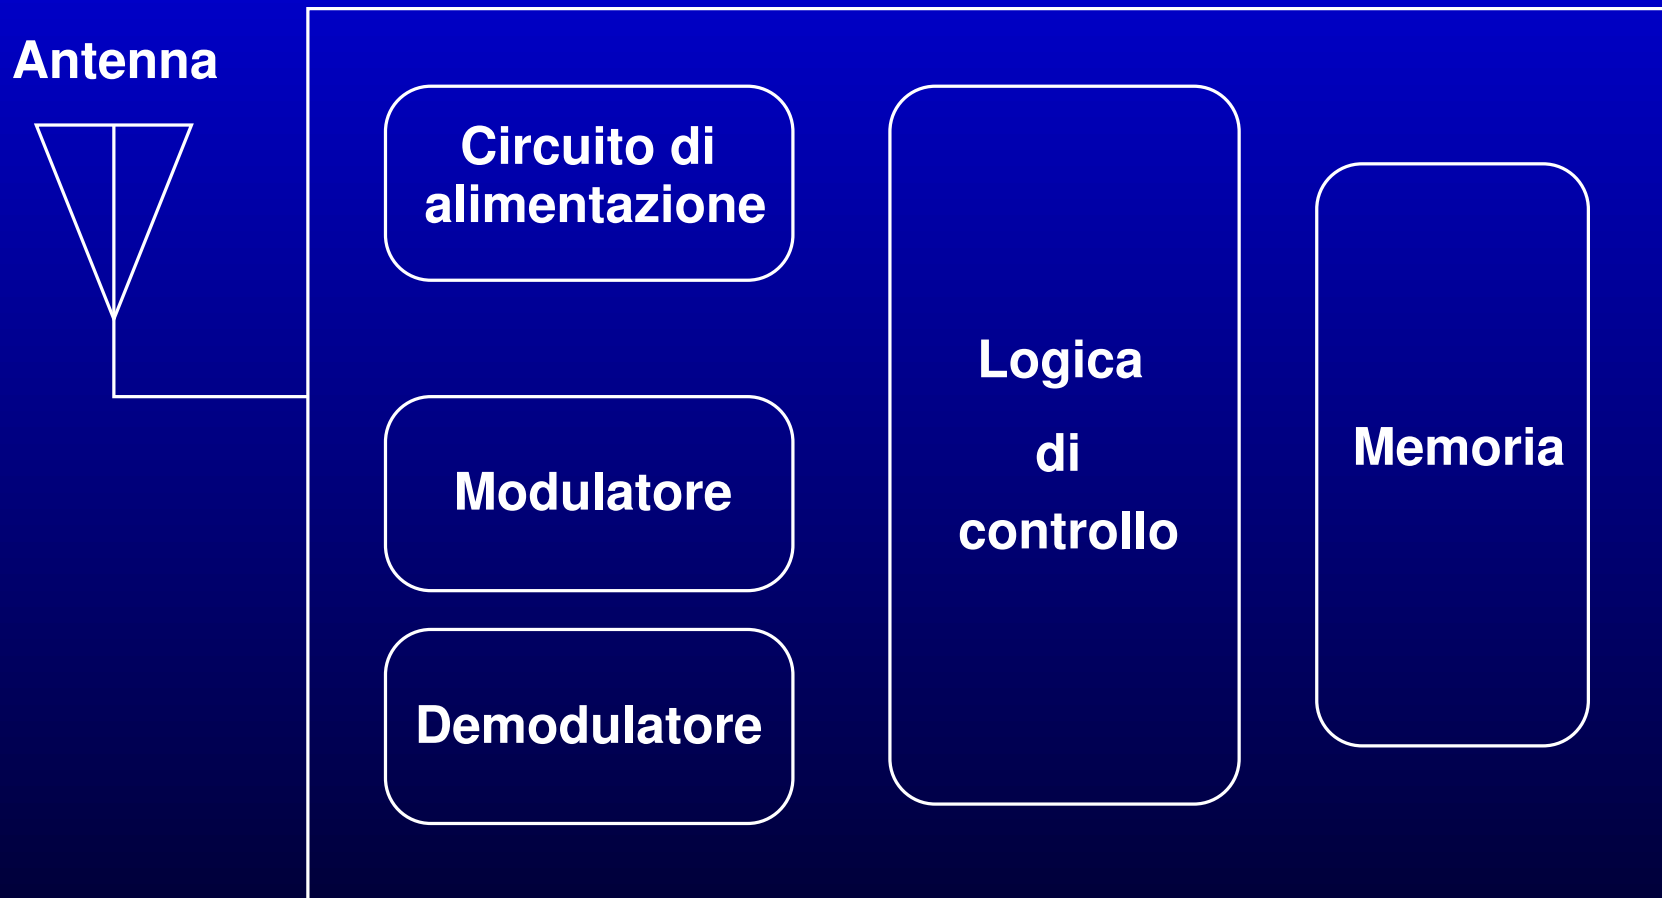 Antenna
Circuito di
alimentazione
Modulatore
Demodulatore
Logica
di
controllo
Memoria